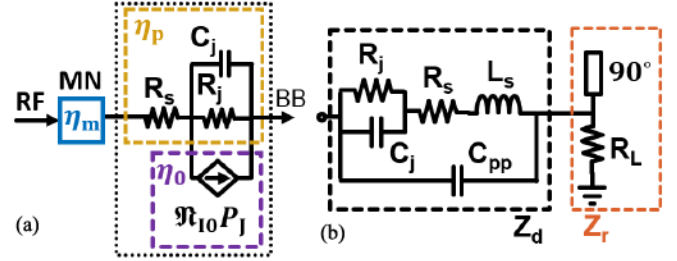 ηp
Cj
MN
Rs
Rj
RF
ηm
BB
η0
ℜI0PJ
(a)
Rj
Rs
Ls
Cj
Cpp
Zd
(b)
90°
RL
Zr